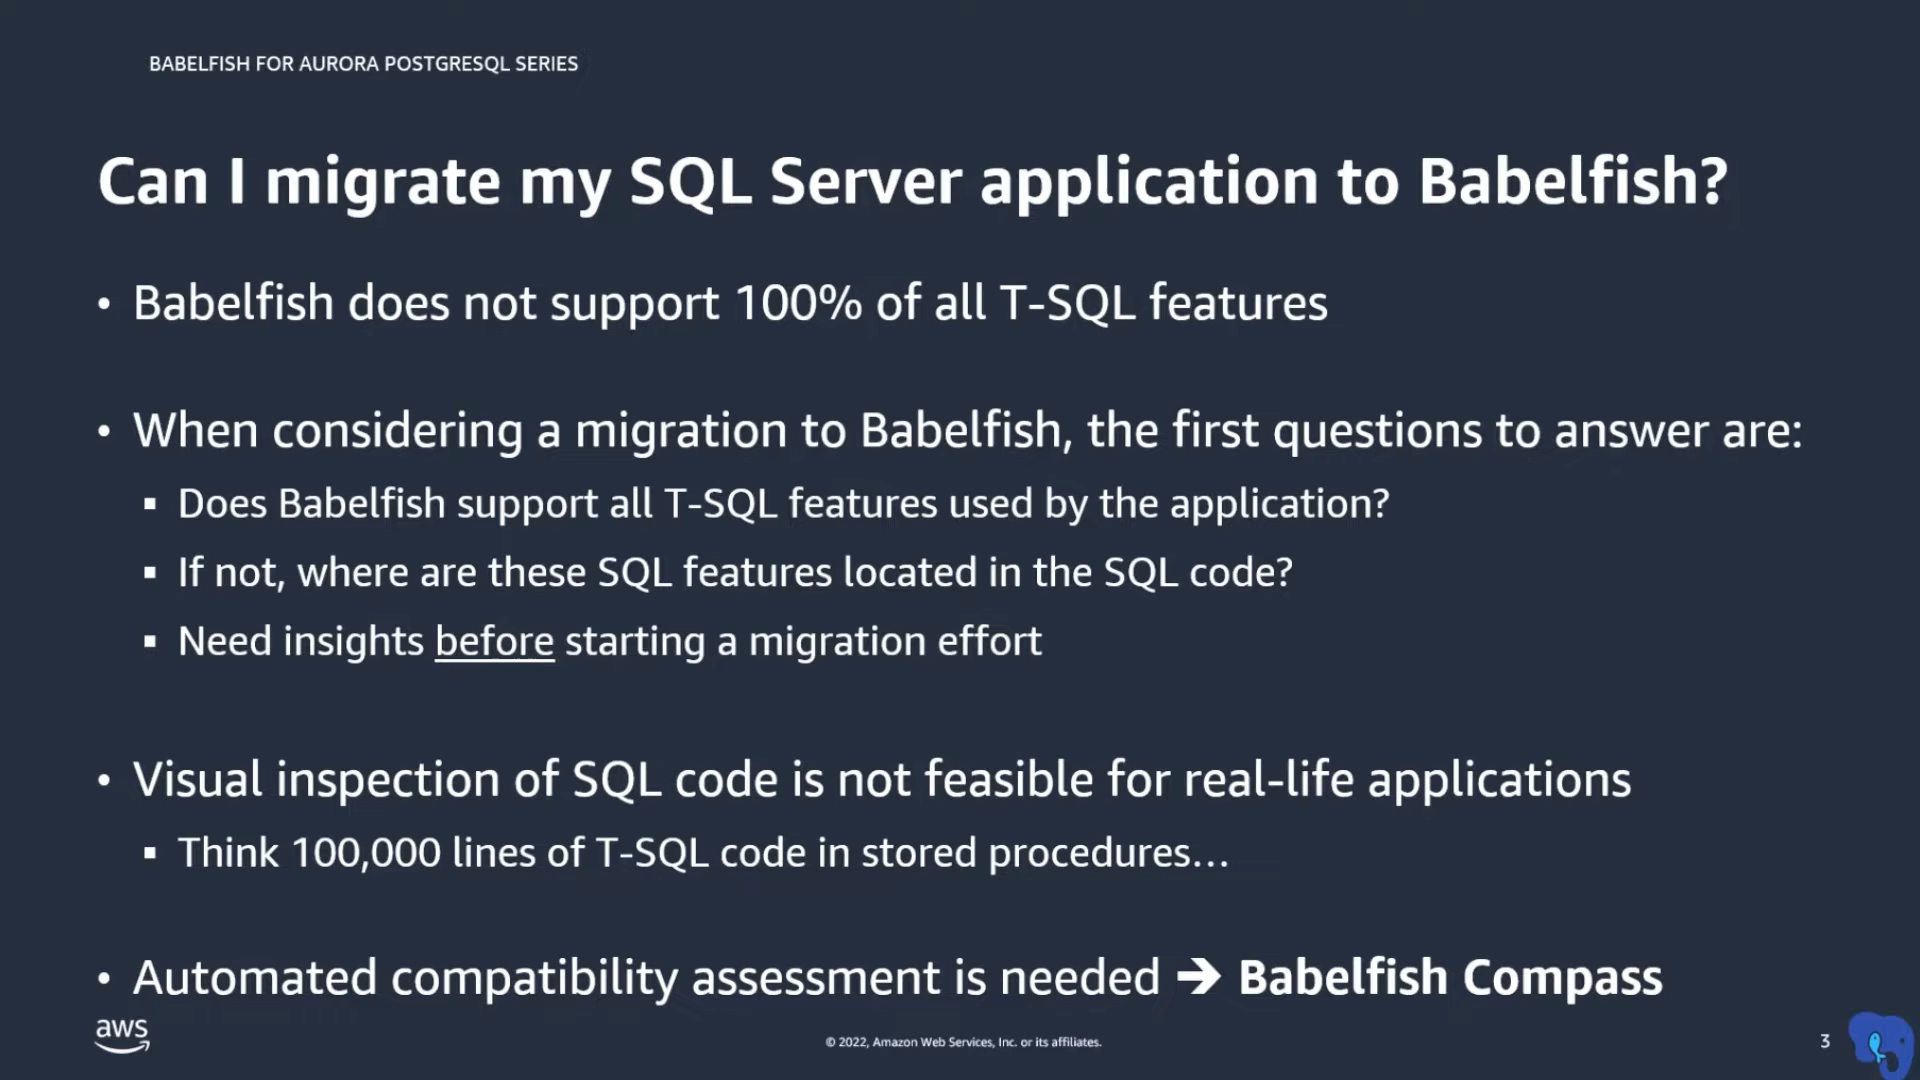 BABELFISH FOR AURORA POSTGRESQL SERIES
Can I migrate my SQL Server application to Babelfish?
• Babelfish does not support 100% of all T-SQL features
• When considering a migration to Babelfish, the first questions to answer are:
▪ Does Babelfish support all T-SQL features used by the application?
▪ If not, where are these SQL features located in the SQL code?
▪ Need insights before starting a migration effort
• Visual inspection of SQL code is not feasible for real-life applications
▪ Think 100,000 lines of T-SQL code in stored procedures…
• Automated compatibility assessment is needed ➔ Babelfish Compass
aws
© 2022, Amazon Web Services, Inc. or its affiliates.
3